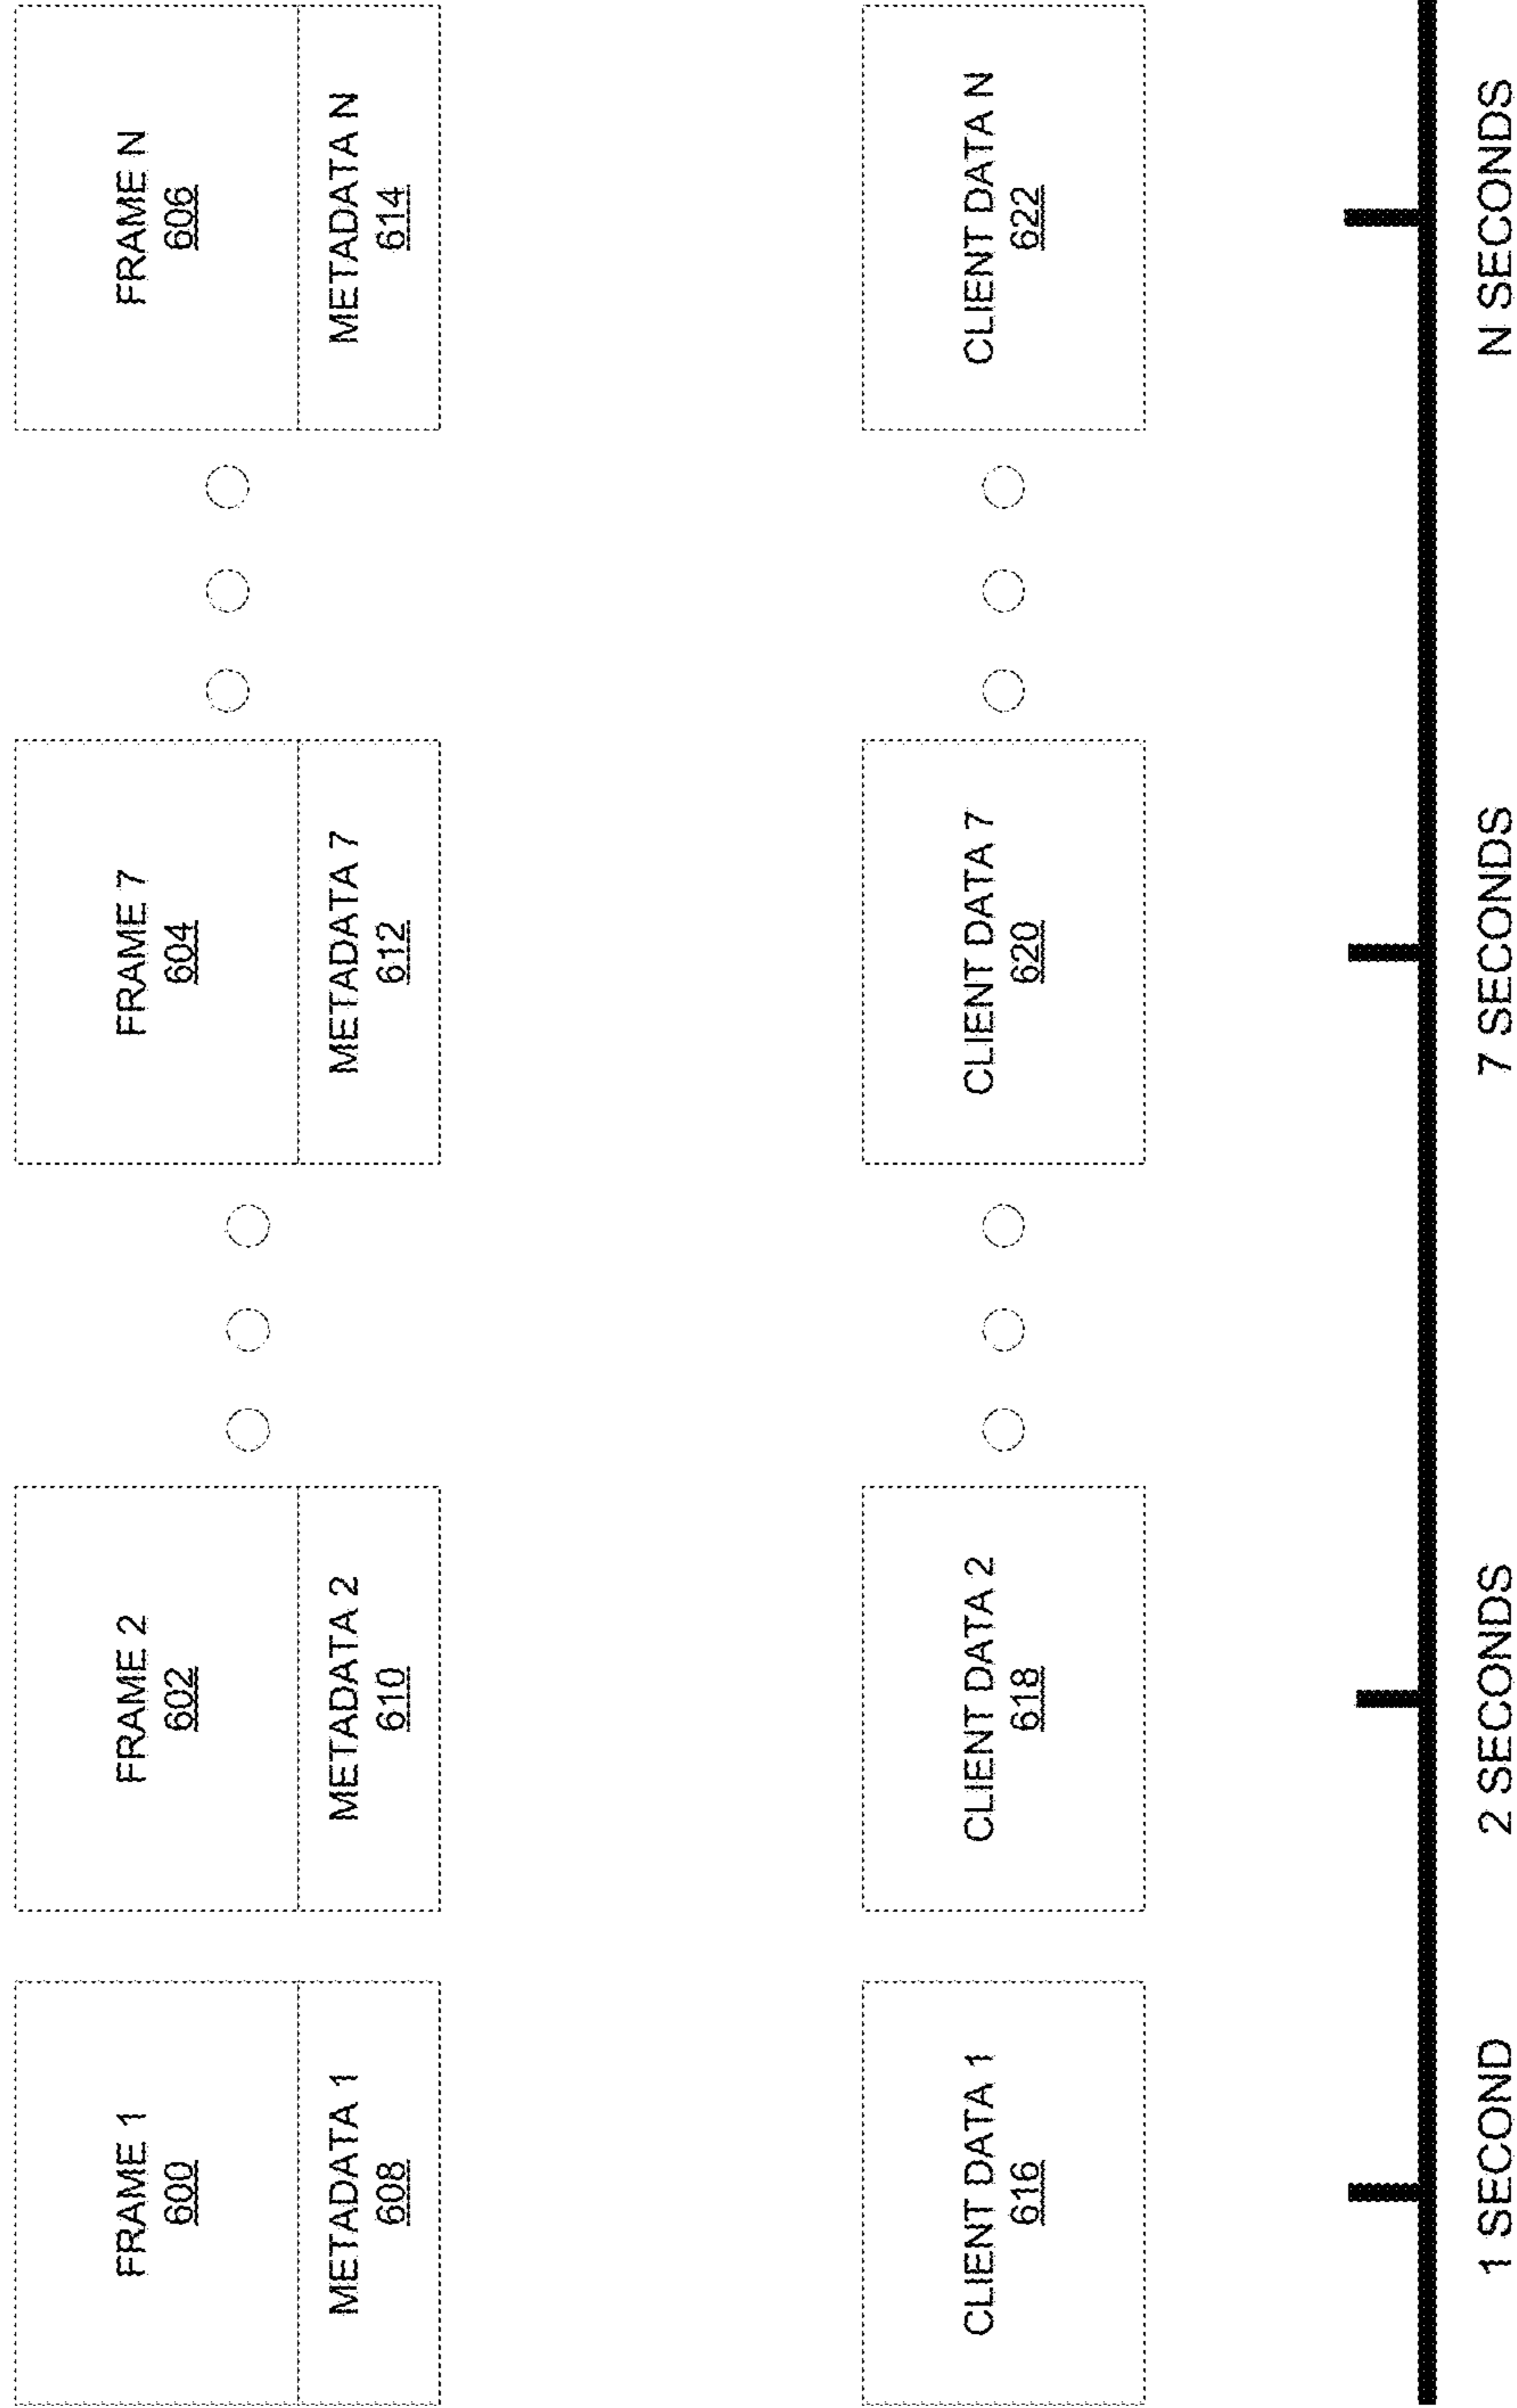 FRAME 1
600
METADATA 1
608
FRAME 2
602
METADATA 2
610
FRAME 7
604
METADATA 7
612
FRAME N
606
METADATA N
614
CLIENT DATA 1
616
CLIENT DATA 2
618
CLIENT DATA 7
620
CLIENT DATA N
622
1 SECOND
2 SECONDS
7 SECONDS
N SECONDS